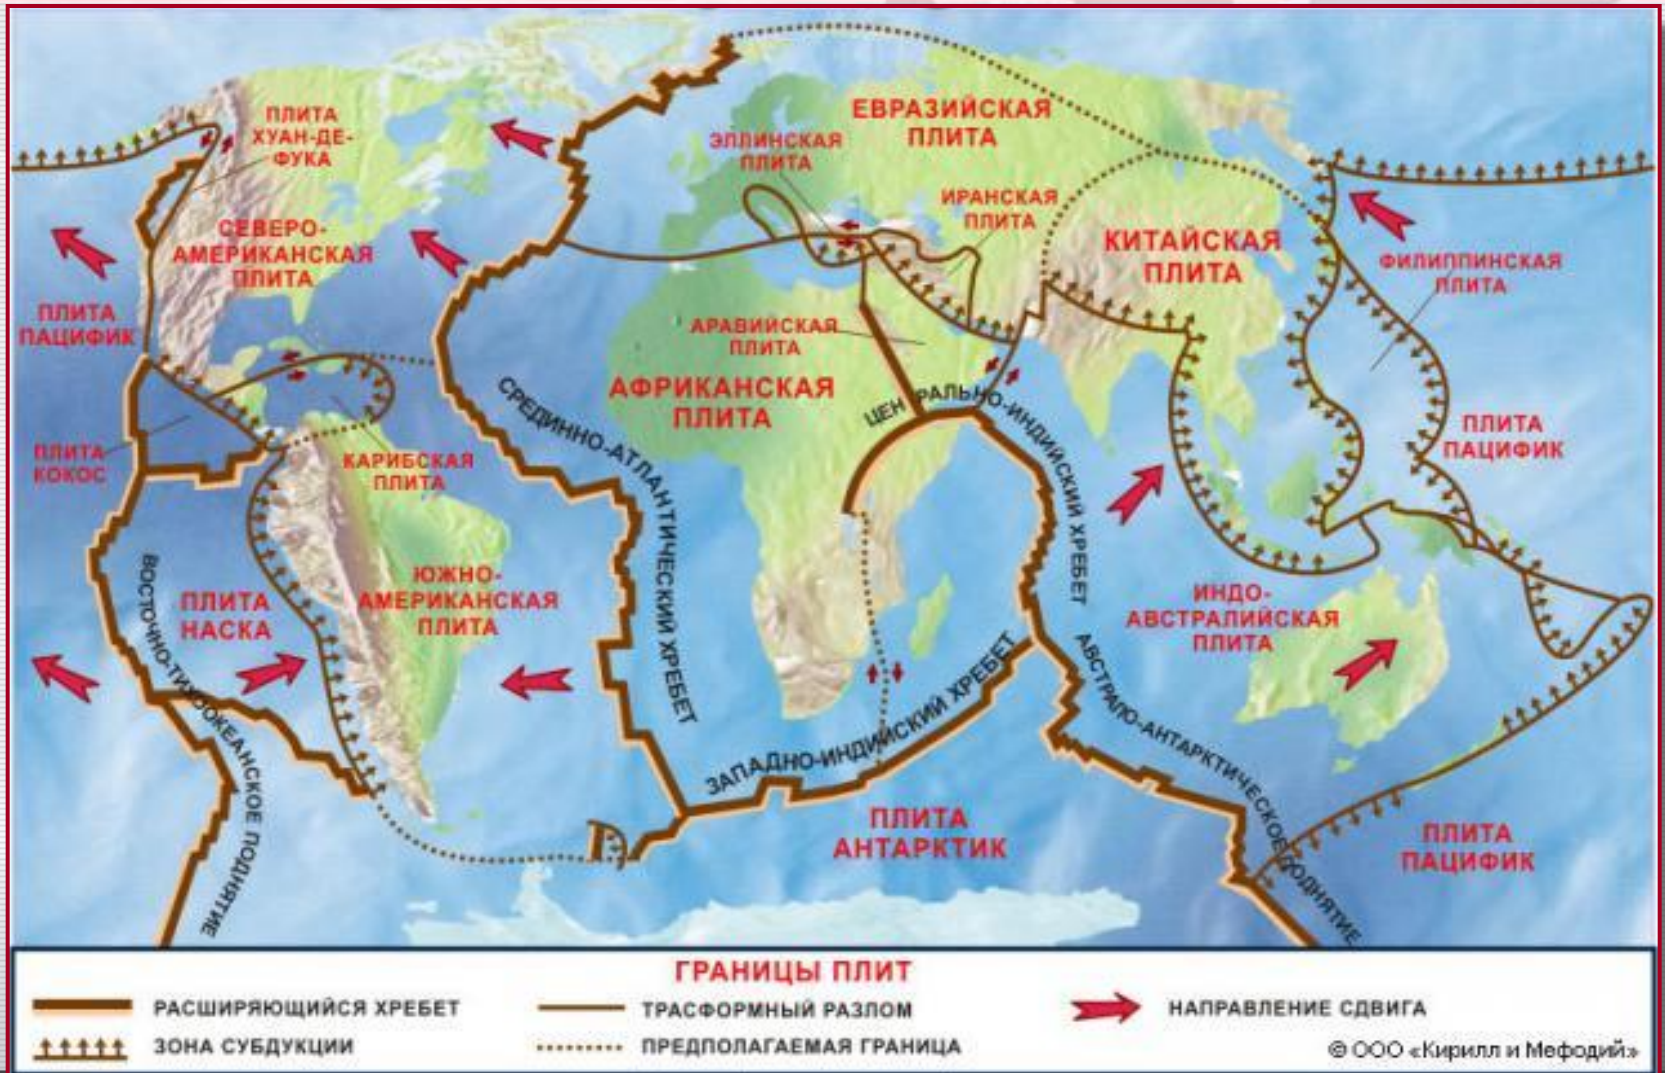 ПЛИТА
ХУАН-ДЕ-
ФУКА
СЕВЕРО-
АМЕРИКАНСКАЯ
ПЛИТА
ПЛИТА
ПАЦИФИК
ПЛИТА
КОКОС
КАРИБСКАЯ
ПЛИТА
ВОСТОЧНО-ТИХООКЕАНСКОЕ ПОДНЯТИЕ
ПЛИТА
НАСКА
ЮЖНО-
АМЕРИКАНСКАЯ
ПЛИТА
СРЕДИННО-АТЛАНТИЧЕСКИЙ ХРЕБЕТ
ЭЛЛИНСКАЯ
ПЛИТА
ЕВРАЗИЙСКАЯ
ПЛИТА
ИРАНСКАЯ
ПЛИТА
КИТАЙСКАЯ
ПЛИТА
ФИЛИППИНСКАЯ
ПЛИТА
АРАВИЙСКАЯ
ПЛИТА
АФРИКАНСКАЯ
ПЛИТА
ЦЕН РАЛЬНО-ИНДИЙСКИЙ ХРЕБЕТ
ПЛИТА
ПАЦИФИК
ИНДО-
АВСТРАЛИЙСКАЯ
ПЛИТА
ЗАПАДНО-ИНДИЙСКИЙ ХРЕБЕТ
АВСТРАЛО-АНТАРКТИЧЕСКОЕ ПОДНЯТИЕ
ПЛИТА
АНТАРКТИК
ПЛИТА
ПАЦИФИК
ГРАНИЦЫ ПЛИТ
РАСШИРЯЮЩИЙСЯ ХРЕБЕТ
ТРАСФОРМНЫЙ РАЗЛОМ
НАПРАВЛЕНИЕ СДВИГА
ЗОНА СУБДУКЦИИ
ПРЕДПОЛАГАЕМАЯ ГРАНИЦА
© ООО «Кирилл и Мефодий»